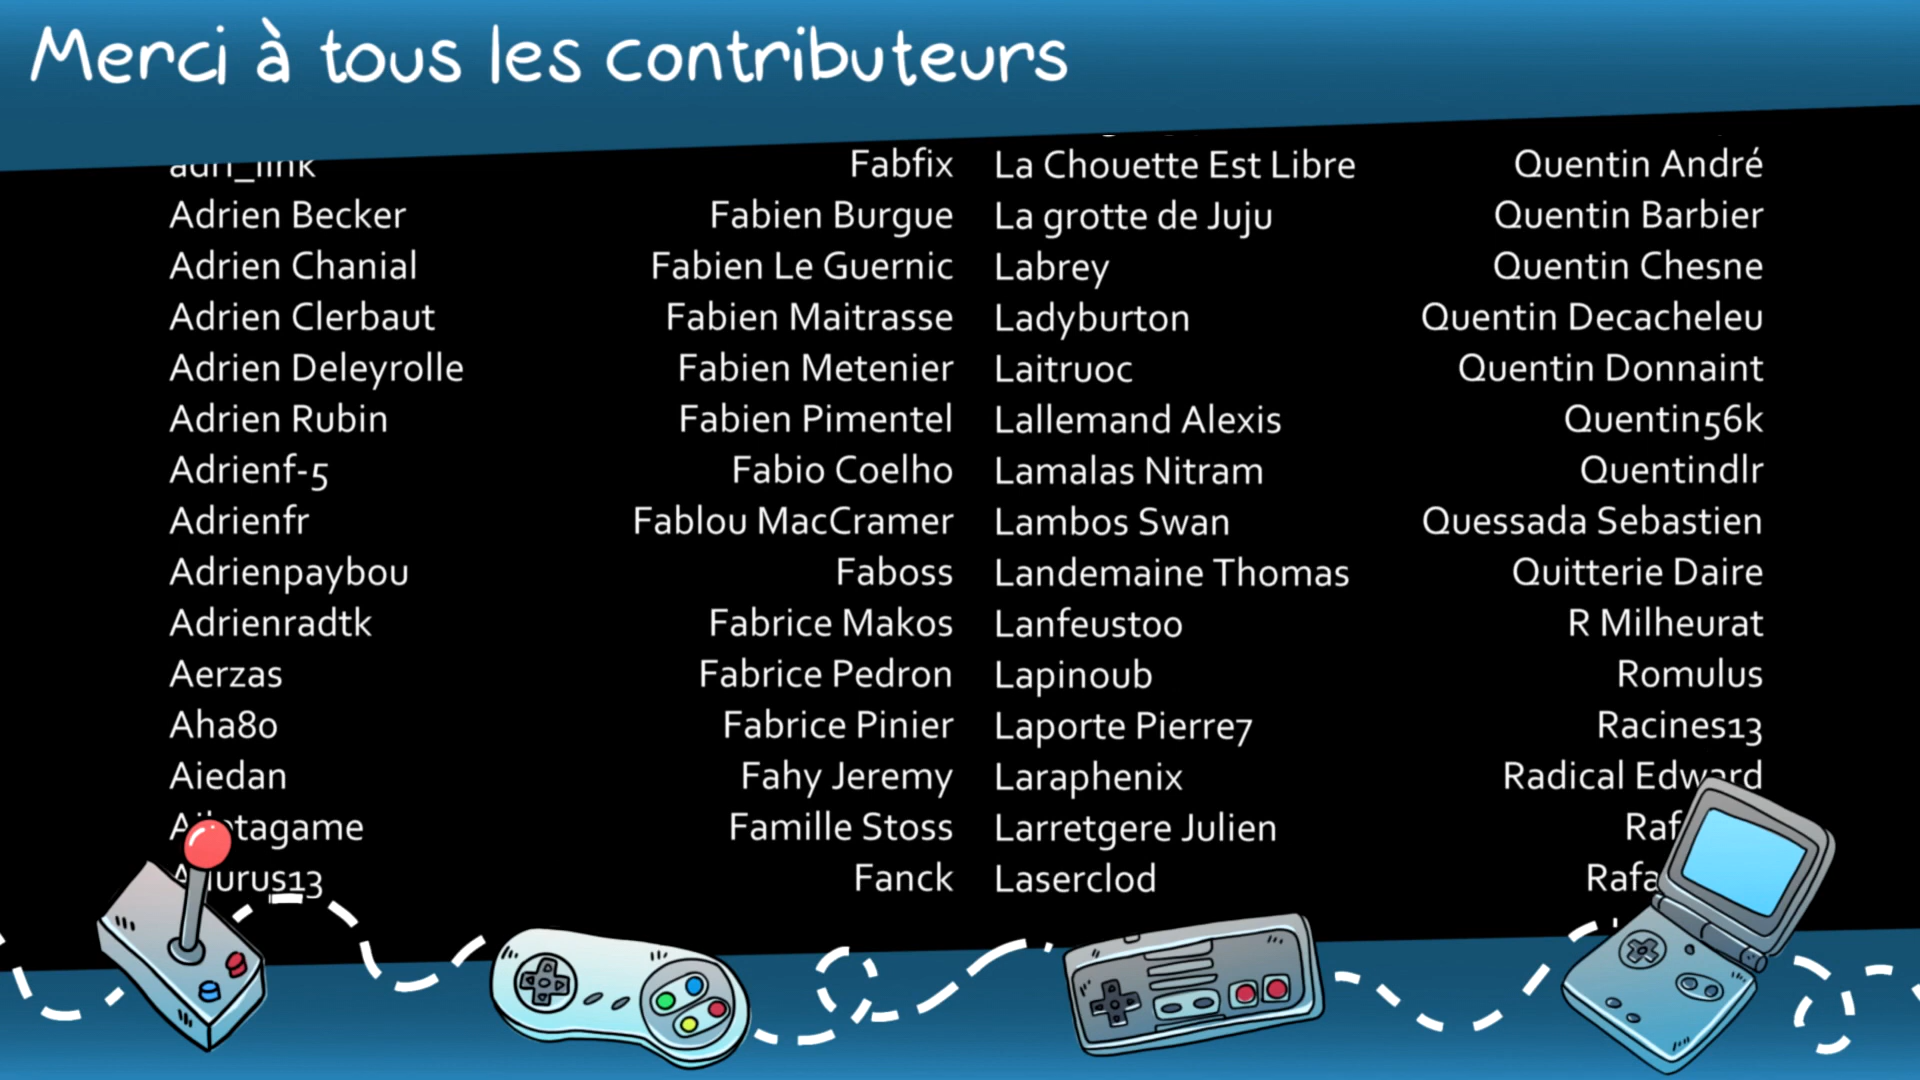 Merci à tous les contributeurs
adri_link
Adrien Becker
Adrien Chanial
Adrien Clerbaut
Adrien Deleyrolle
Adrien Rubin
Adrienf-5
Adrienfr
Adrienpaybou
Adrienradtk
Aerzas
Aha80
Aiedan
Fabfix
Fabien Burgue
Fabien Le Guernic
Fabien Maitrasse
Fabien Metenier
Fabien Pimentel
Fabio Coelho
Fablou MacCramer
Faboss
Fabrice Makos
Fabrice Pedron
Fabrice Pinier
Fahy Jeremy
Famille Stoss
Fanck
La Chouette Est Libre
La grotte de Juju
Labrey
Ladyburton
Laitruoc
Lallemand Alexis
Lamalas Nitram
Lambos Swan
Landemaine Thomas
Lanfeust00
Lapinoub
Laporte Pierre7
Laraphenix
Larretgere Julien
Laserclod
Quentin André
Quentin Barbier
Quentin Chesne
Quentin Decacheleu
Quentin Donnaint
Quentin56k
Quentindlr
Quessada Sebastien
Quitterie Daire
R Milheurat
Romulus
Racines13
Radical Edward